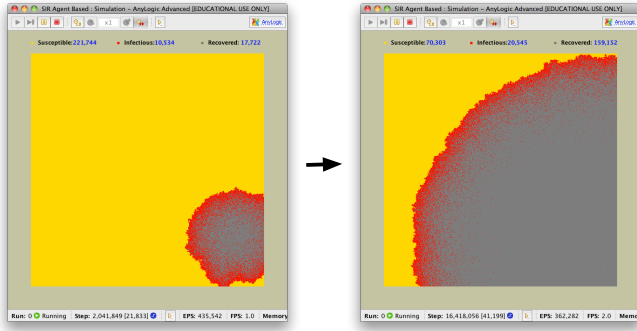 SIR Agent Based : Simulation - AnyLogic Advanced [EDUCATIONAL USE ONLY]
x1
AnyLogic
Susceptible:221,744 Infectious:10,534 Recovered: 17,722
Run: 0 Running Step: 2,041,849 [21,833] EPS: 435,542 FPS: 1.0 Memory
SIR Agent Based : Simulation - AnyLogic Advanced [EDUCATIONAL USE ONLY]
x1
AnyLogic
Susceptible:70,303 Infectious:20,545 Recovered: 159,152
Run: 0 Running Step: 16,418,056 [41,199] EPS: 362,282 FPS: 2.0 Memo